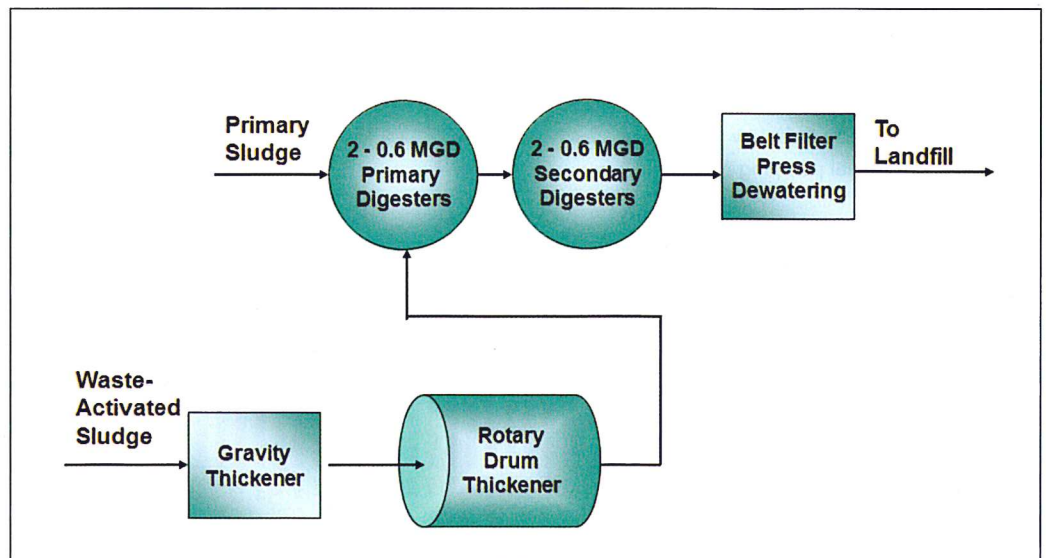 Primary
Sludge
2 - 0.6 MGD
Primary
Digesters
2 - 0.6 MGD
Secondary
Digesters
Belt Filter
Press
Dewatering
To
Landfill
Waste-
Activated
Sludge
Gravity
Thickener
Rotary
Drum
Thickener